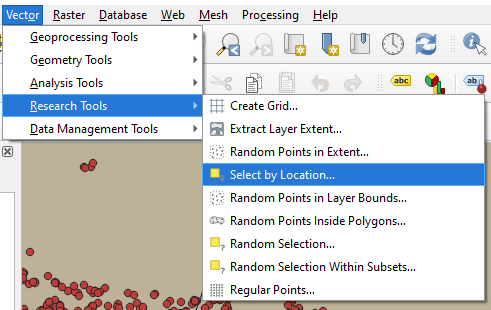 Vector Raster Database Web Mesh Processing Help
Geoprocessing Tools
Geometry Tools
Analysis Tools
Research Tools
Data Management Tools
Create Grid...
Extract Layer Extent...
Random Points in Extent...
Select by Location...
Random Points in Layer Bounds...
Random Points Inside Polygons...
Random Selection...
Random Selection Within Subsets...
Regular Points...
abc
ab